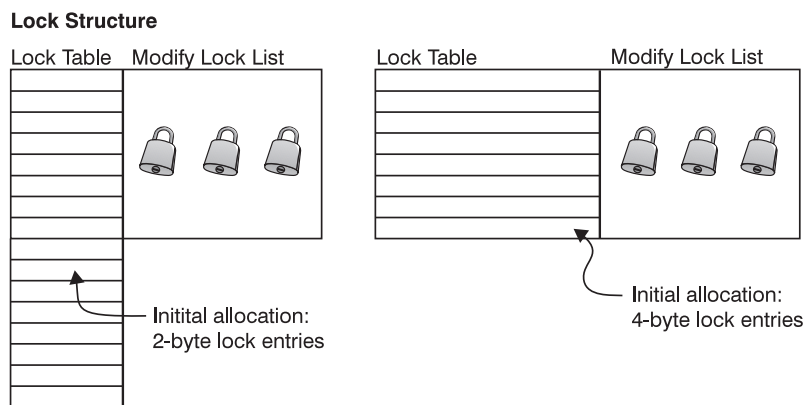 Lock Structure
Lock Table Modify Lock List
Lock Table Modify Lock List
Initital allocation:
2-byte lock entries
Initial allocation:
4-byte lock entries